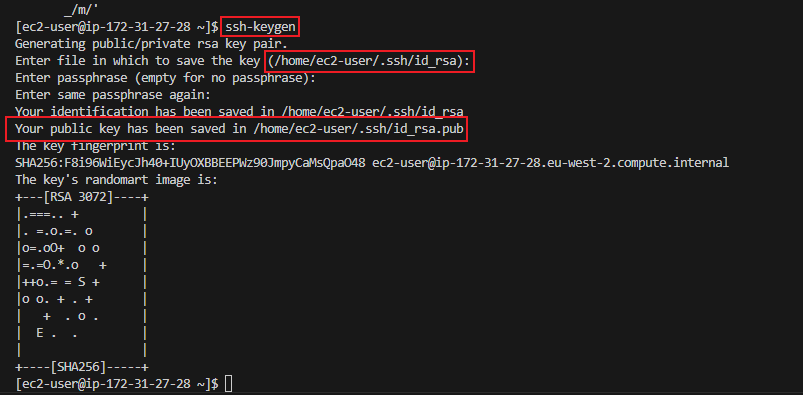 _/m/'
[ec2-user@ip-172-31-27-28 ~]$ ssh-keygen
Generating public/private rsa key pair.
Enter file in which to save the key (/home/ec2-user/.ssh/id_rsa):
Enter passphrase (empty for no passphrase):
Enter same passphrase again:
Your identification has been saved in /home/ec2-user/.ssh/id_rsa
Your public key has been saved in /home/ec2-user/.ssh/id_rsa.pub
The key fingerprint is:
SHA256:F8i96WiEycJh40+IUyOXBBEEPWz90JmpyCaMsQpaO48 ec2-user@ip-172-31-27-28.eu-west-2.compute.internal
The key's randomart image is:
+---[RSA 3072]----+
|.===.. +         |
|. =.o.=. o       |
|o=.oO+  o o      |
|=.=O.*.o   +     |
|++o.= = S +      |
|o o. + . +       |
|   +  . o .      |
|  E .  .         |
|                 |
+----[SHA256]-----+
[ec2-user@ip-172-31-27-28 ~]$